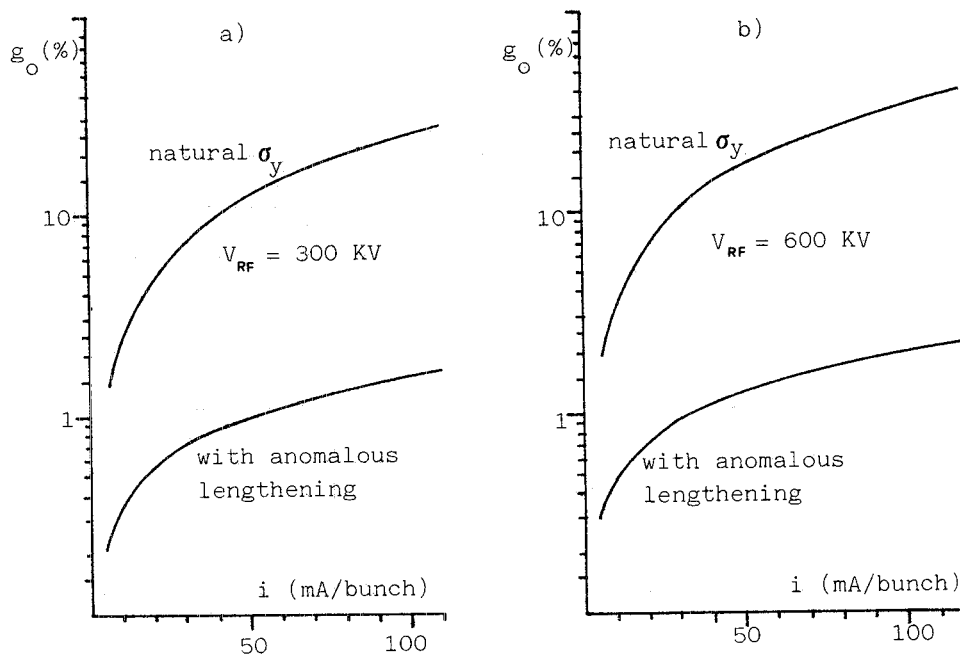 a)
g_o (%)
natural σ_y
10
V_RF = 300 KV
1
with anomalous
lengthening
i (mA/bunch)
50
100
b)
g_o (%)
natural σ_y
10
V_RF = 600 KV
1
with anomalous
lengthening
i (mA/bunch)
50
100